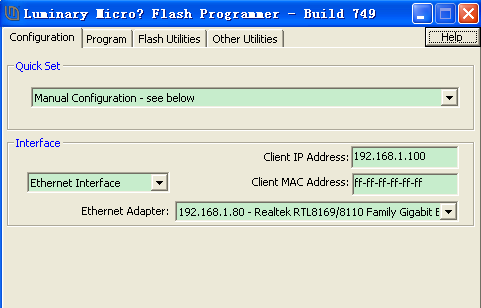 Luminary Micro? Flash Programmer - Build 749
Configuration Program Flash Utilities Other Utilities Help
Quick Set
Manual Configuration - see below
Interface
Client IP Address: 192.168.1.100
Ethernet Interface Client MAC Address: ff-ff-ff-ff-ff-ff
Ethernet Adapter: 192.168.1.80 - Realtek RTL8169/8110 Family Gigabit E